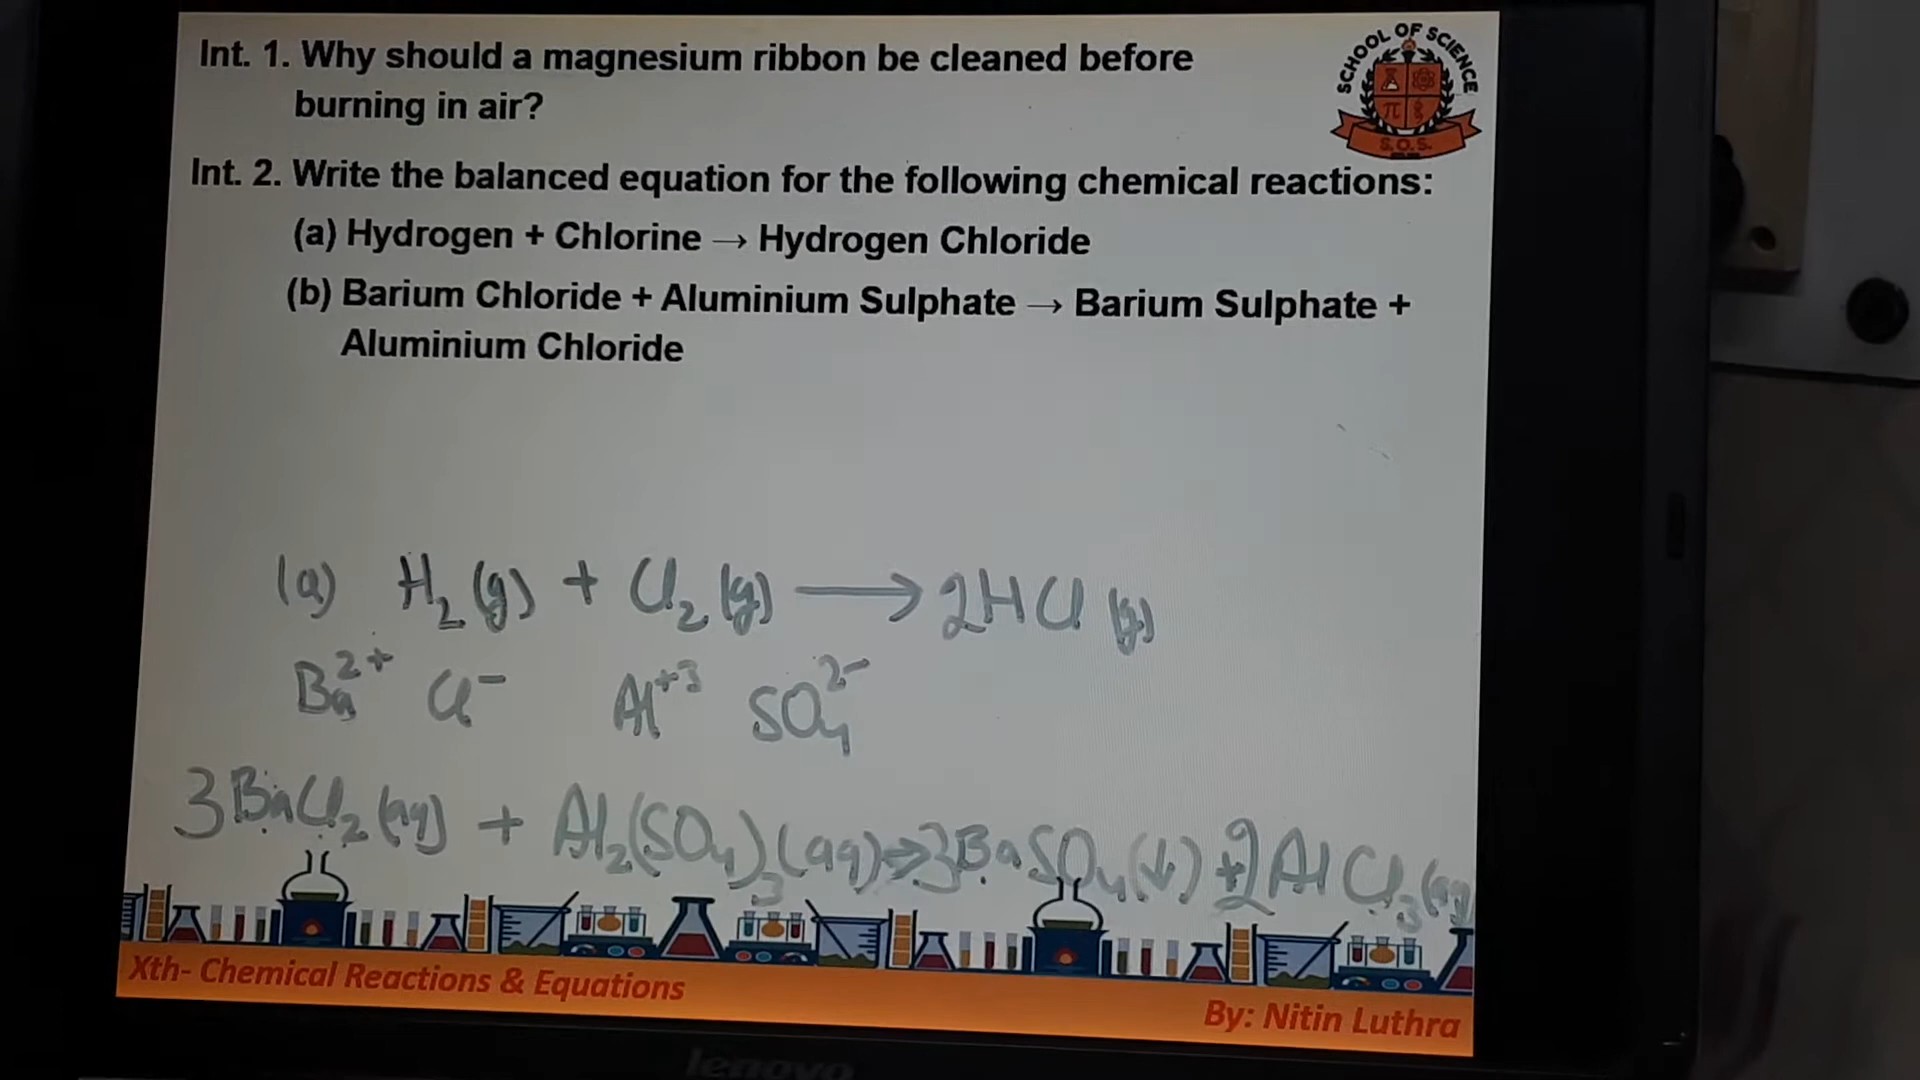 Int. 1. Why should a magnesium ribbon be cleaned before
burning in air?
SCHOOL OF SCIENCE
π
S.O.S.
Int. 2. Write the balanced equation for the following chemical reactions:
(a) Hydrogen + Chlorine → Hydrogen Chloride
(b) Barium Chloride + Aluminium Sulphate → Barium Sulphate +
Aluminium Chloride
(a) H₂(g) + Cl₂(g) → 2HCl(g)
Ba²⁺ Cl⁻ Al⁺³ SO₄²⁻
3BaCl₂(aq) + Al₂(SO₄)₃(aq) → 3BaSO₄(↓) + 2AlCl₃(aq
Xth- Chemical Reactions & Equations
By: Nitin Luthra
lenovo